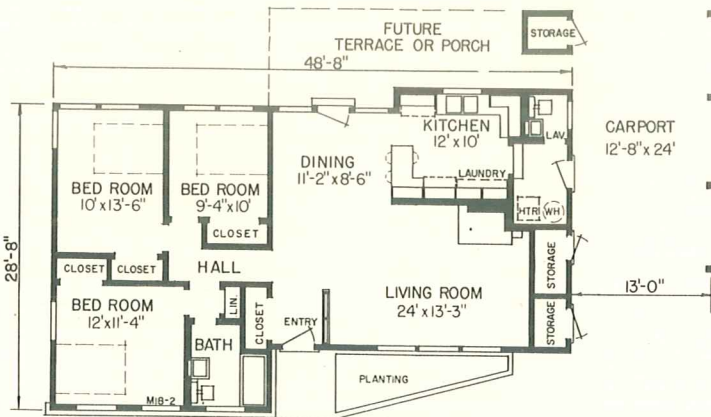 FUTURE
TERRACE OR PORCH
STORAGE
48'-8"
KITCHEN
12' x 10'
LAV.
CARPORT
12'-8" x 24'
DINING
11'-2" x 8'-6"
LAUNDRY
BED ROOM
10' x 13'-6"
BED ROOM
9'-4" x 10'
HTR
WH
CLOSET
28'-8"
CLOSET
CLOSET
HALL
STORAGE
13'-0"
BED ROOM
12' x 11'-4"
LIN.
CLOSET
LIVING ROOM
24' x 13'-3"
STORAGE
ENTRY
BATH
PLANTING
M18-2